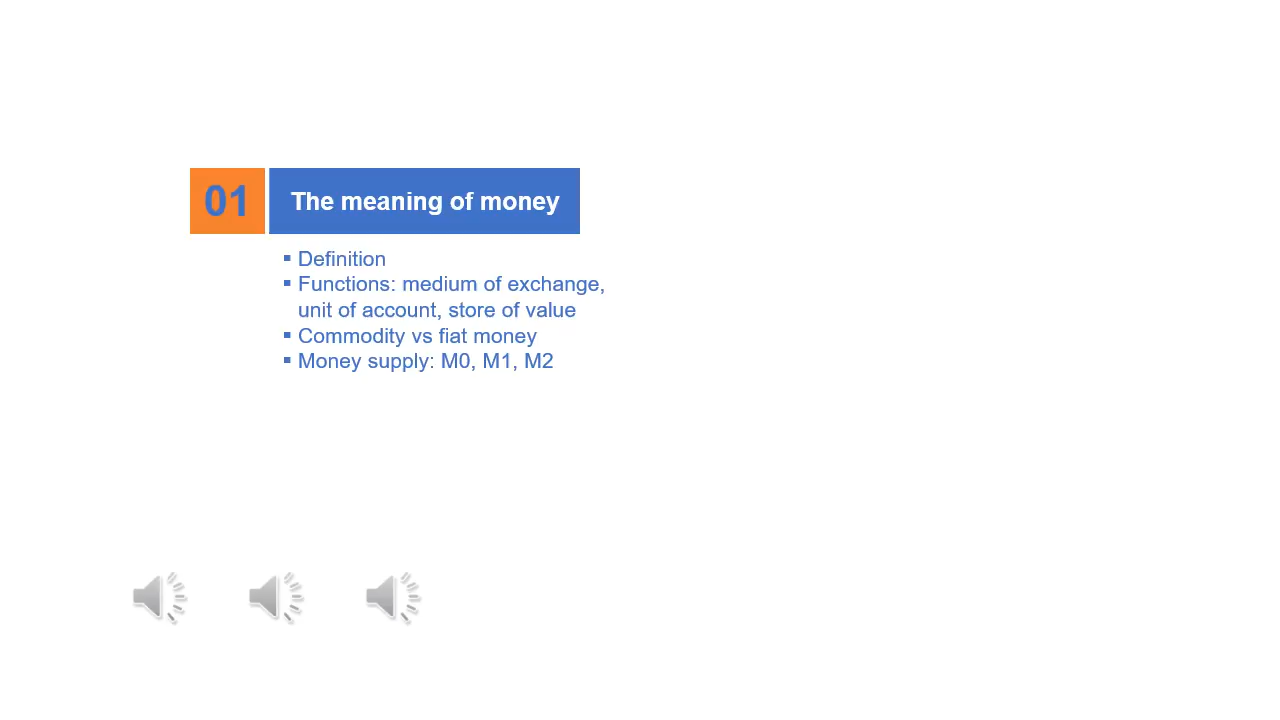 01 The meaning of money
▪ Definition
▪ Functions: medium of exchange,
unit of account, store of value
▪ Commodity vs fiat money
▪ Money supply: M0, M1, M2